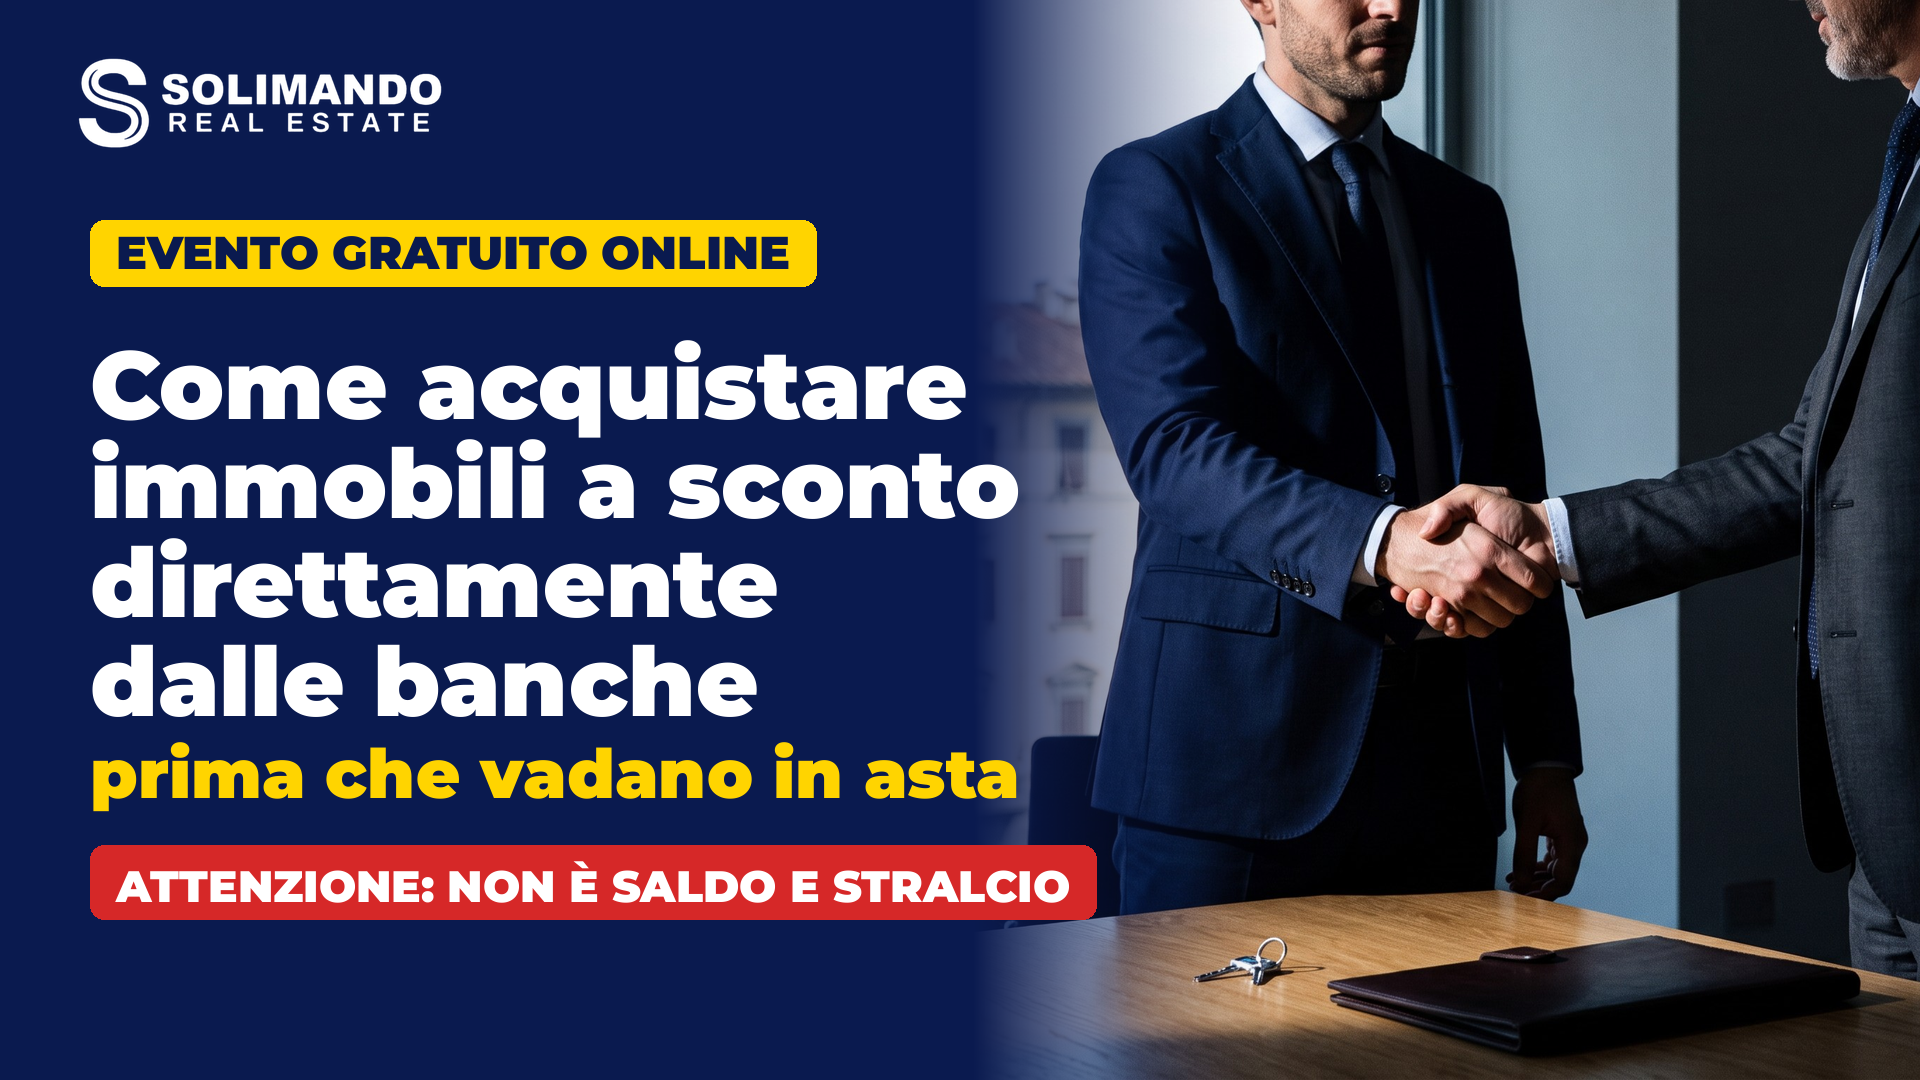 SOLIMANDO
REAL ESTATE
EVENTO GRATUITO ONLINE
Come acquistare
immobili a sconto
direttamente
dalle banche
prima che vadano in asta
ATTENZIONE: NON È SALDO E STRALCIO